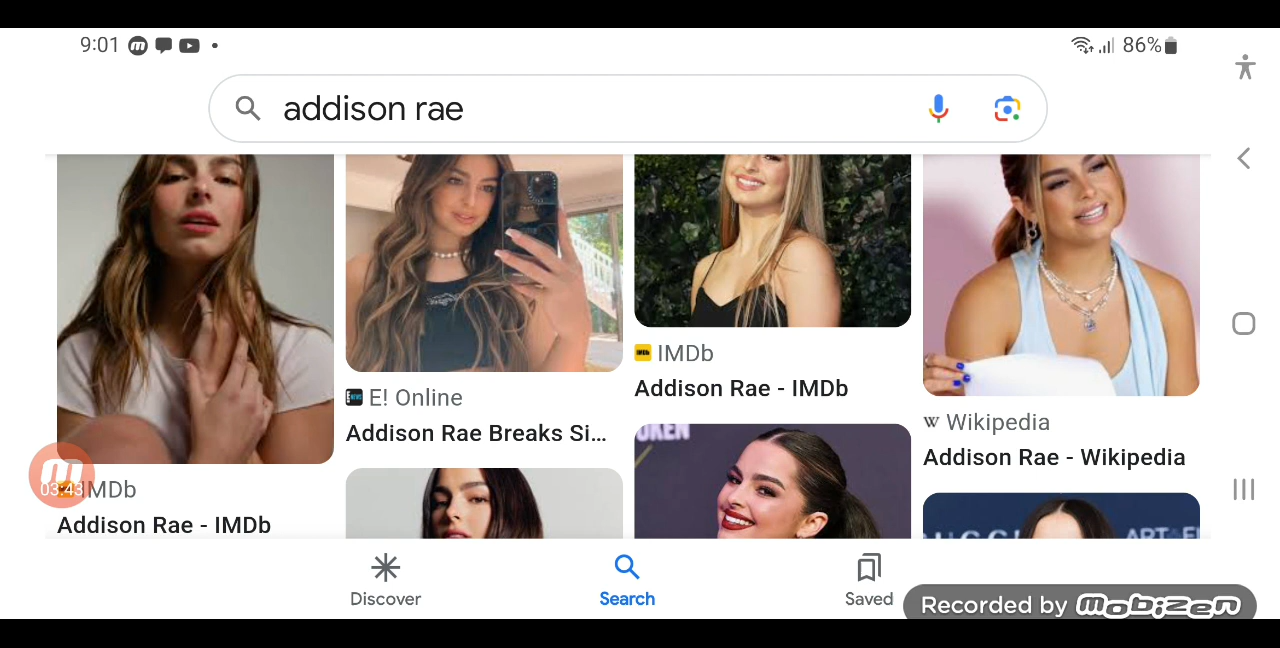 9:01
86%
addison rae
IMDb
Addison Rae - IMDb
E! Online
Addison Rae Breaks Si...
IMDb
Addison Rae - IMDb
Wikipedia
Addison Rae - Wikipedia
03:43
Discover
Search
Saved
Recorded by mobizen